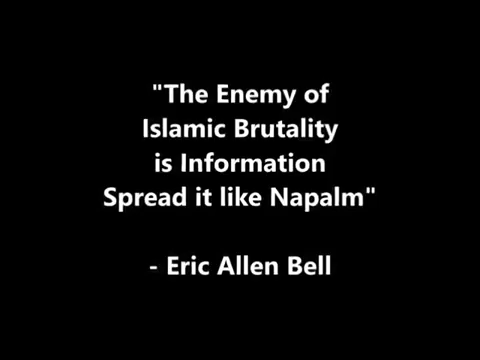 "The Enemy of
Islamic Brutality
is Information
Spread it like Napalm"
- Eric Allen Bell